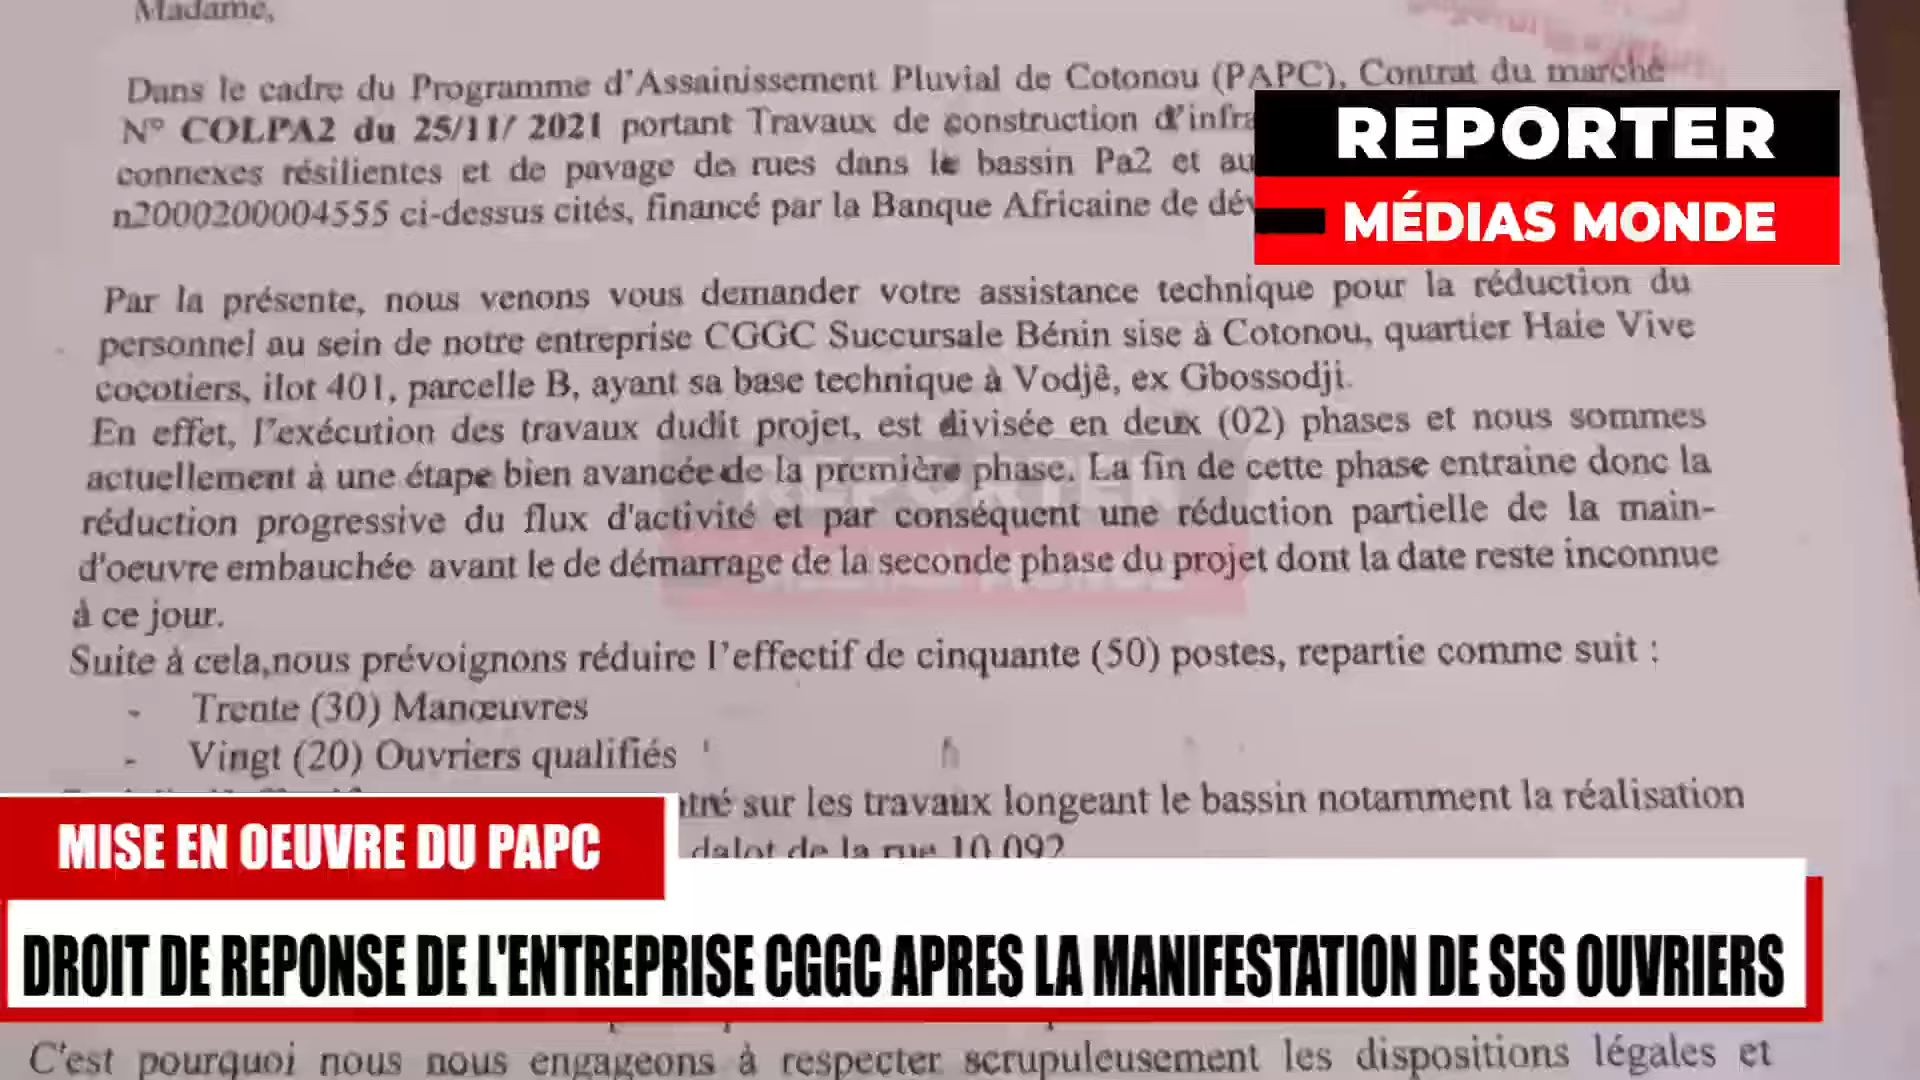 Madame,
Dans le cadre du Programme d'Assainissement Pluvial de Cotonou (PAPC), Contrat du marché
N° COLPA2 du 25/11/ 2021 portant Travaux de construction d'infra
connexes résilientes et de pavage de rues dans le bassin Pa2 et au
n2000200004555 ci-dessus cités, financé par la Banque Africaine de dév
REPORTER
MÉDIAS MONDE
Par la présente, nous venons vous demander votre assistance technique pour la réduction du
personnel au sein de notre entreprise CGGC Succursale Bénin sise à Cotonou, quartier Haie Vive
cocotiers, ilot 401, parcelle B, ayant sa base technique à Vodjê, ex Gbossodji.
En effet, l'exécution des travaux dudit projet, est divisée en deux (02) phases et nous sommes
actuellement à une étape bien avancée de la première phase. La fin de cette phase entraine donc la
réduction progressive du flux d'activité et par conséquent une réduction partielle de la main-
d'oeuvre embauchée avant le de démarrage de la seconde phase du projet dont la date reste inconnue
à ce jour.
Suite à cela,nous prévoignons réduire l'effectif de cinquante (50) postes, repartie comme suit :
- Trente (30) Manœuvres
- Vingt (20) Ouvriers qualifiés
sur les travaux longeant le bassin notamment la réalisation
dalot de la rue 10.092
MISE EN OEUVRE DU PAPC
DROIT DE REPONSE DE L'ENTREPRISE CGGC APRES LA MANIFESTATION DE SES OUVRIERS
C'est pourquoi nous nous engageons à respecter scrupuleusement les dispositions légales et